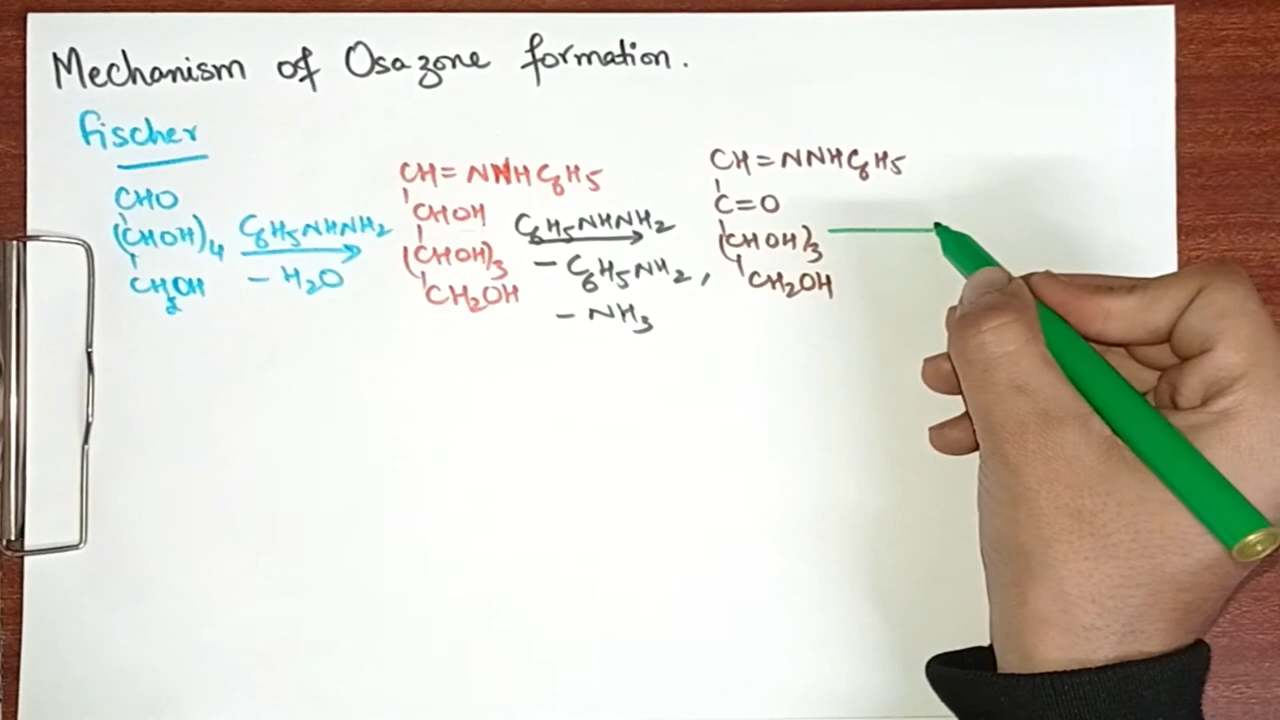 Mechanism of Osazone formation.
Fischer
CHO
(CHOH)4
CH2OH
C6H5NHNH2
- H2O
CH=NNHC6H5
CHOH
(CHOH)3
CH2OH
C6H5NHNH2
- C6H5NH2,
- NH3
CH=NNHC6H5
C=O
(CHOH)3
CH2OH